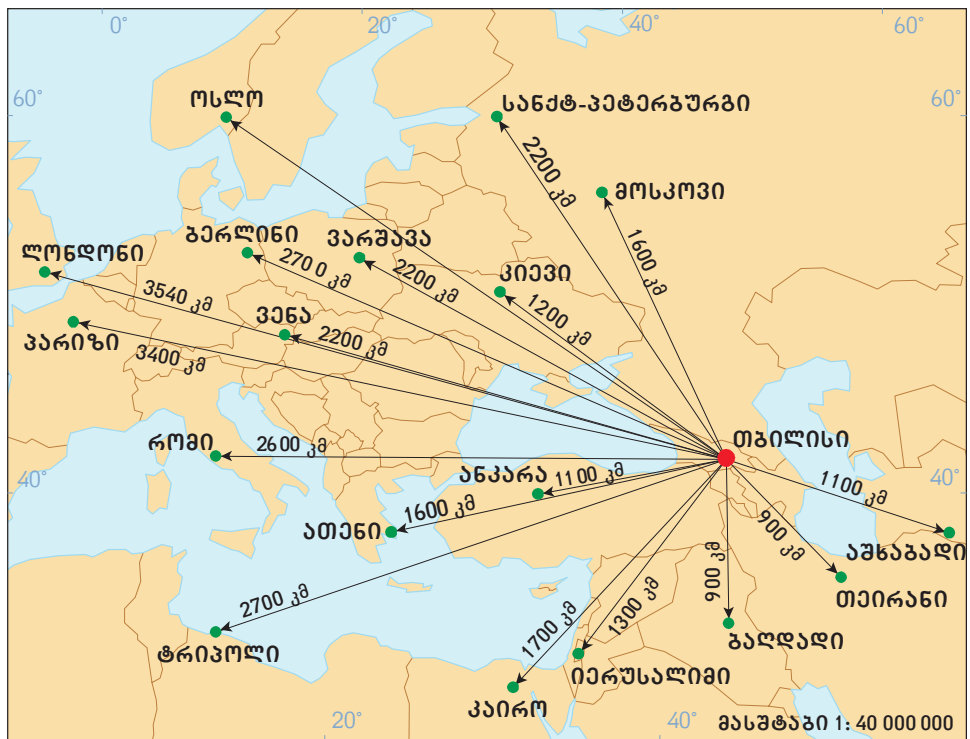 0° 20° 40° 60°
60° 60°
ოსლო
სანქტ-პეტერბურგი
2200 კმ
მოსკოვი
ბერლინი
ვარშავა
1600 კმ
ლონდონი
2700
2200 კმ
კიევი
3540 კმ
1200 კმ
ვენა
პარიზი
2200 კმ
3400 კმ
რომი
2600 კმ
თბილისი
ანკარა
1100 კმ
40° 40°
1100 კმ
1600 კმ
ათენი
900 კმ
აშხაბადი
900 კმ
თეირანი
2700 კმ
1700 კმ
1300 კმ
ბაღდადი
ტრიპოლი
იერუსალიმი
კაირო
20° 40°
მასშტაბი 1: 40 000 000